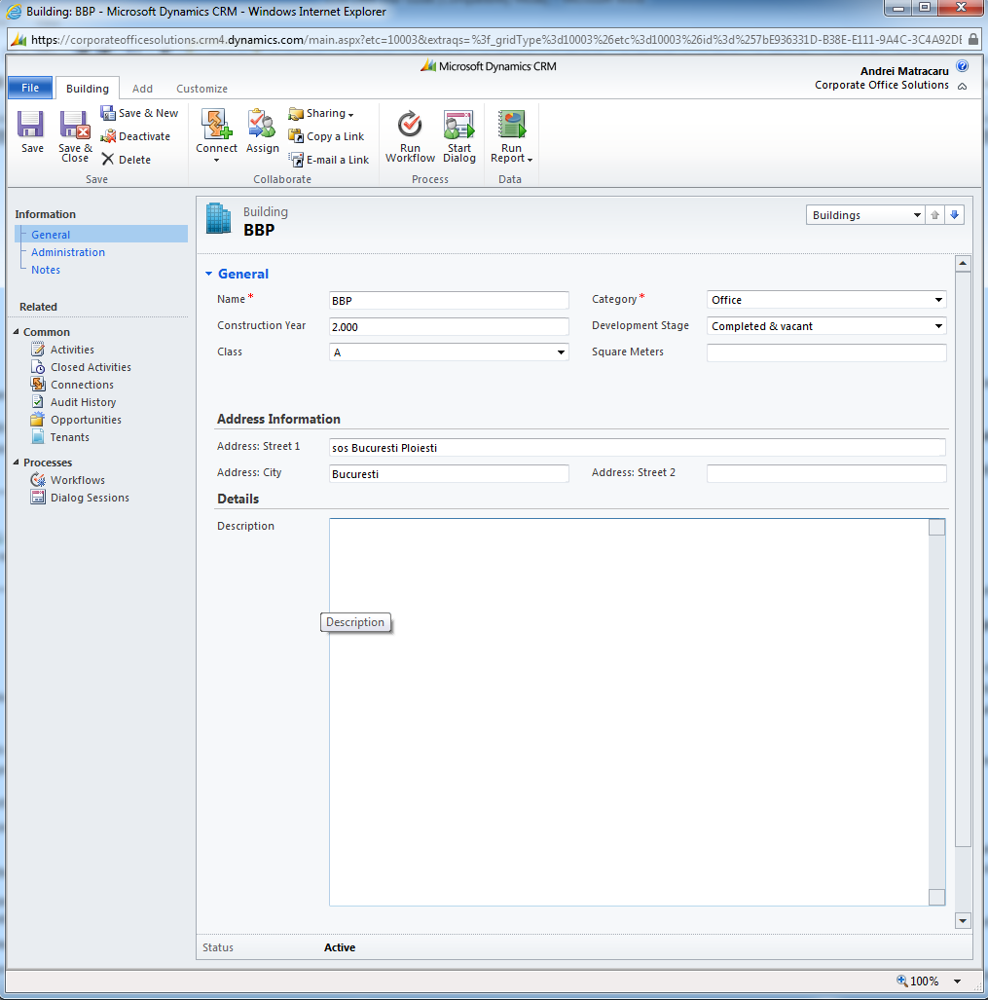 Building: BBP - Microsoft Dynamics CRM - Windows Internet Explorer
https://corporateofficesolutions.crm4.dynamics.com/main.aspx?etc=10003&extraqs=%3f_gridType%3d10003%26etc%3d10003%26id%3d%257bE936331D-B38E-E111-9A4C-3C4A92DE
Microsoft Dynamics CRM
Andrei Matracaru
Corporate Office Solutions
File Building Add Customize
Save
Save & Close
Save & New
Deactivate
Delete
Save
Connect
Assign
Sharing
Copy a Link
E-mail a Link
Collaborate
Run Workflow
Start Dialog
Process
Run Report
Data
Information
General
Administration
Notes
Related
Common
Activities
Closed Activities
Connections
Audit History
Opportunities
Tenants
Processes
Workflows
Dialog Sessions
Building
BBP
Buildings
General
Name * BBP Category * Office
Construction Year 2.000 Development Stage Completed & vacant
Class A Square Meters
Address Information
Address: Street 1 sos Bucuresti Ploiesti
Address: City Bucuresti Address: Street 2
Details
Description
Description
Status Active
100%